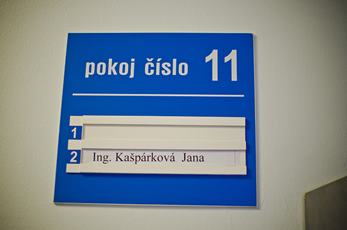 pokoj číslo 11
1
2 Ing. Kašpárková Jana